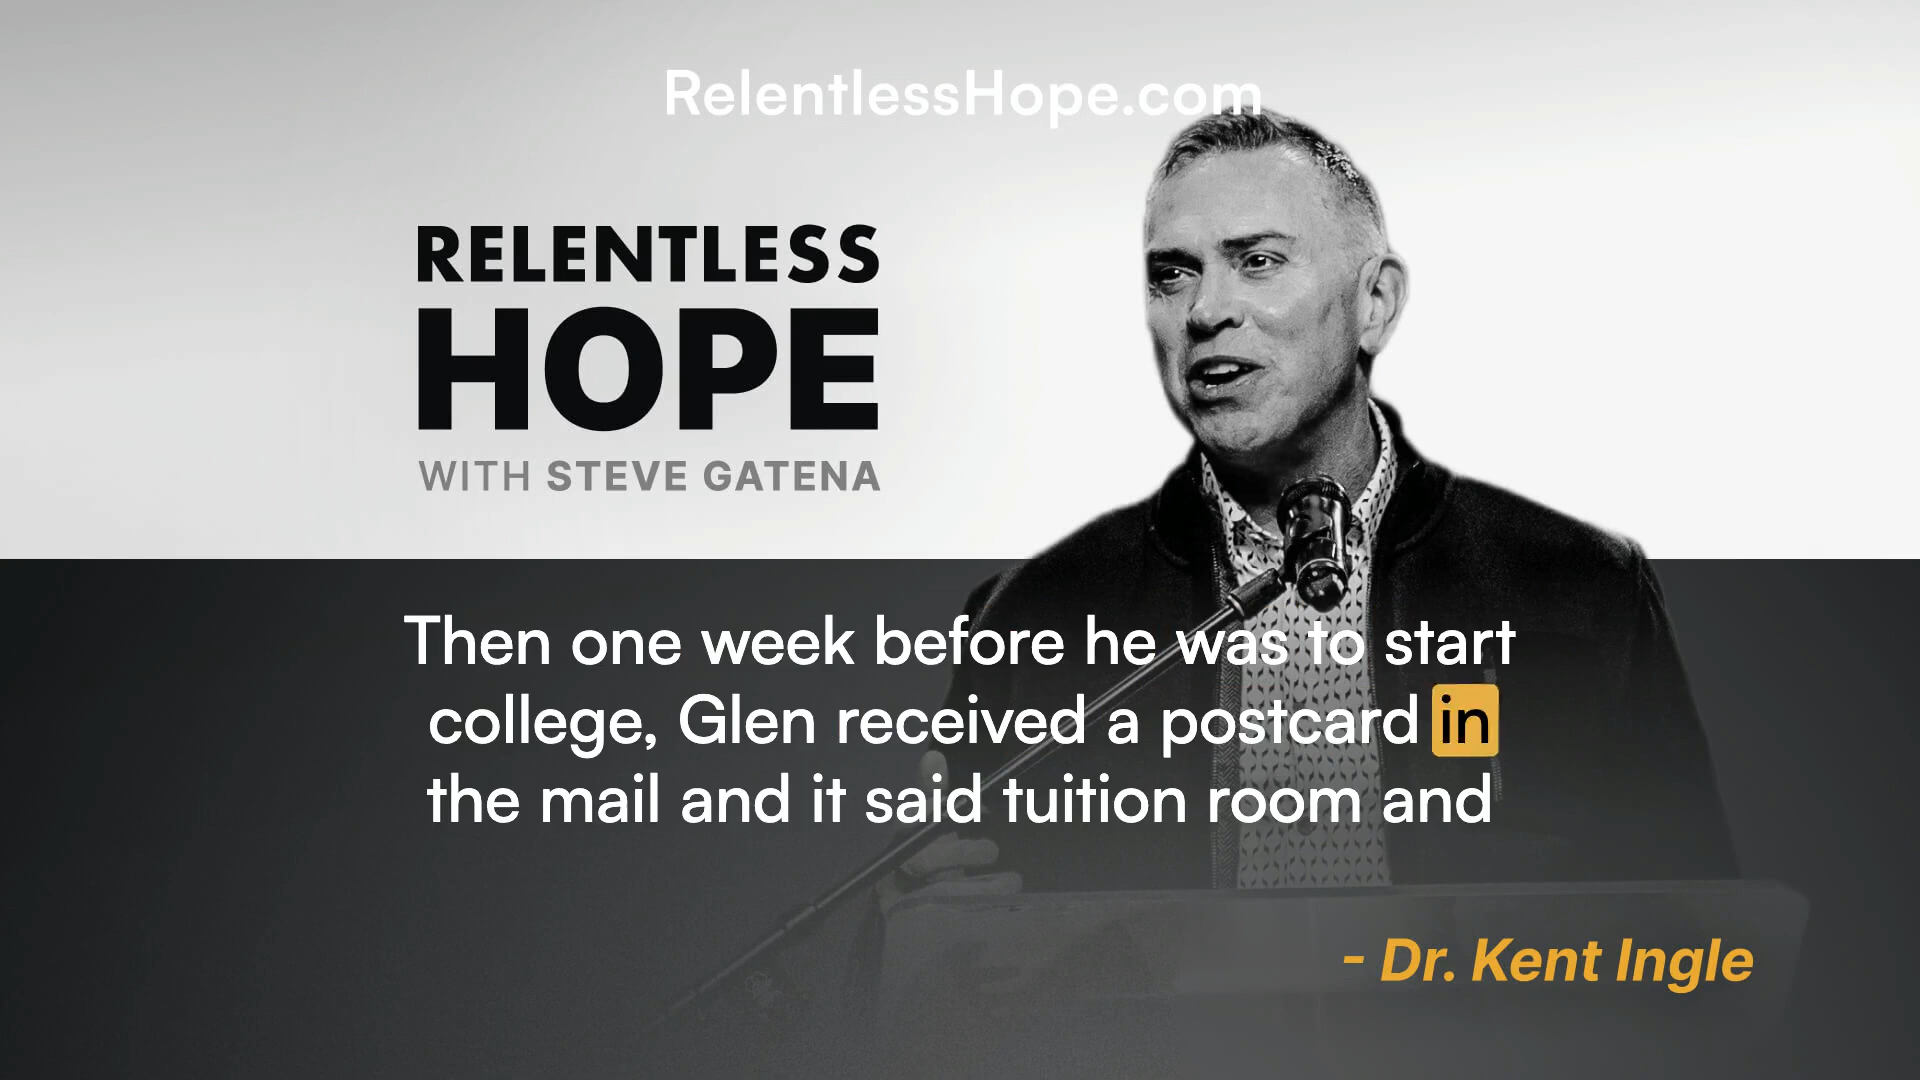 RelentlessHope.com
RELENTLESS
HOPE
WITH STEVE GATENA
Then one week before he was to start
college, Glen received a postcard in
the mail and it said tuition room and
- Dr. Kent Ingle